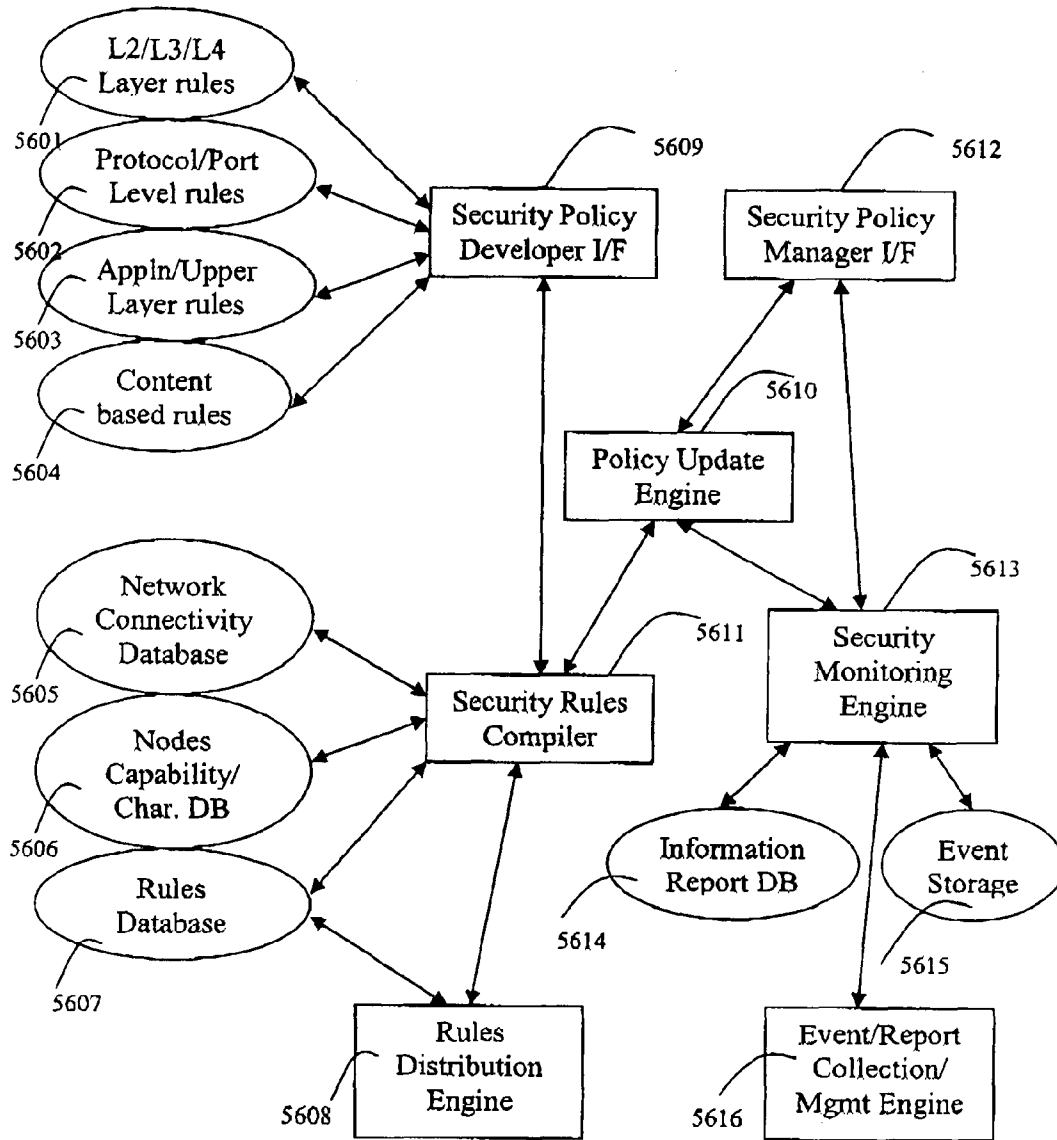 L2/L3/L4
Layer rules
5601
Protocol/Port
Level rules
5602
Appln/Upper
Layer rules
5603
Content
based rules
5604
5609
Security Policy
Developer I/F
5612
Security Policy
Manager I/F
5610
Policy Update
Engine
Network
Connectivity
Database
5605
Nodes
Capability/
Char. DB
5606
Rules
Database
5607
5611
Security Rules
Compiler
5613
Security
Monitoring
Engine
Information
Report DB
5614
Event
Storage
5615
Rules
Distribution
Engine
5608
Event/Report
Collection/
Mgmt Engine
5616